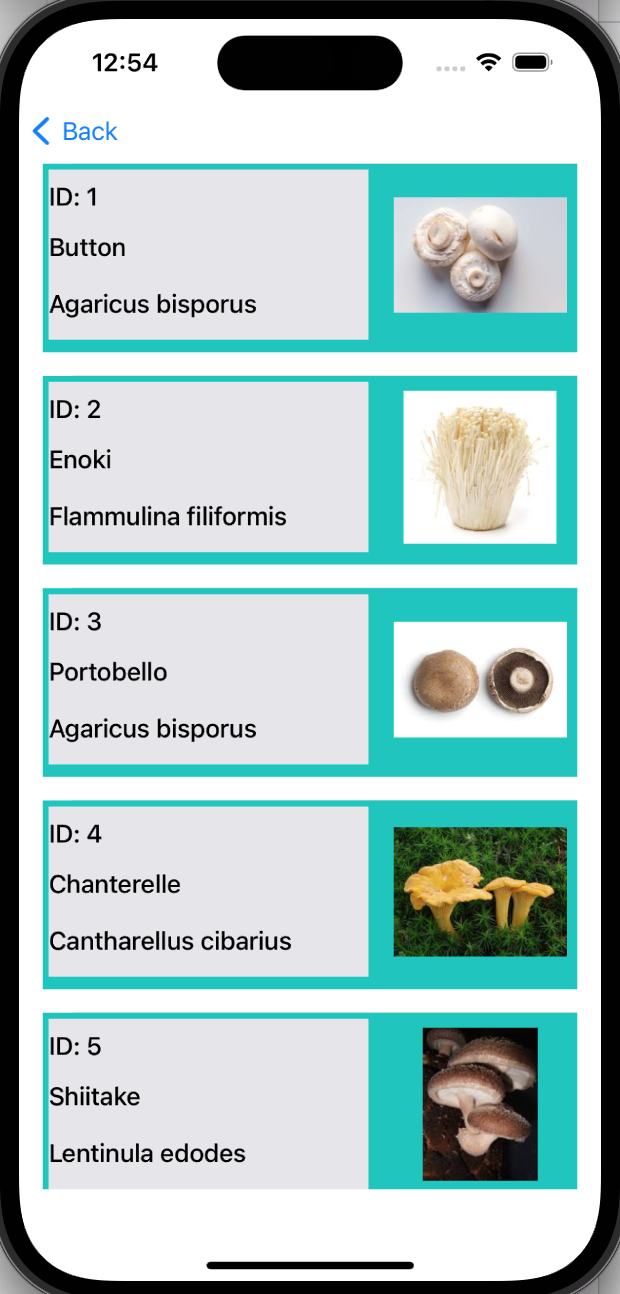 12:54
Back
ID: 1
Button
Agaricus bisporus
ID: 2
Enoki
Flammulina filiformis
ID: 3
Portobello
Agaricus bisporus
ID: 4
Chanterelle
Cantharellus cibarius
ID: 5
Shiitake
Lentinula edodes